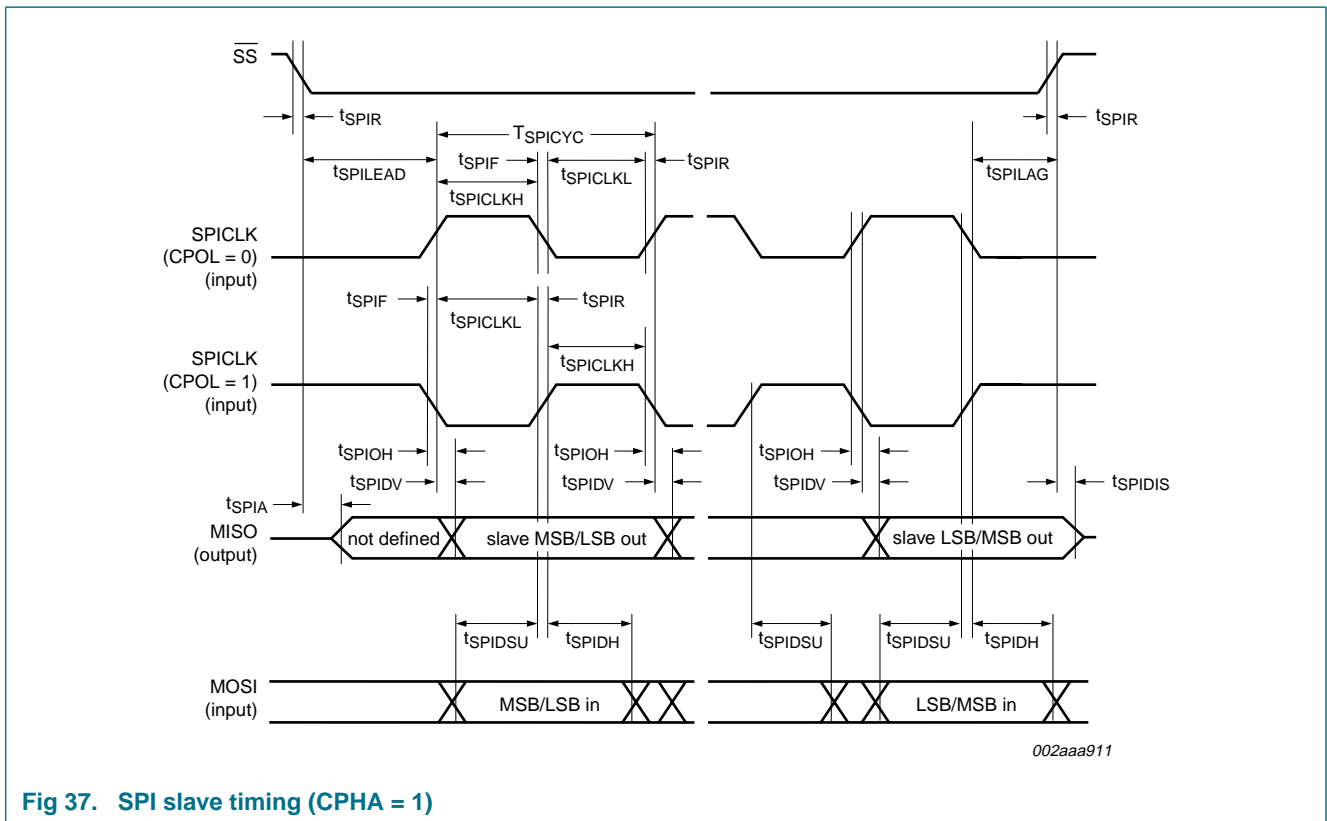 SS
tSPIR
tSPIR
TSPICYC
tSPIF
tSPIR
tSPILEAD
tSPICLKL
tSPILAG
tSPICLKH
SPICLK
(CPOL = 0)
(input)
tSPIF
tSPIR
tSPICLKL
SPICLK
(CPOL = 1)
(input)
tSPICLKH
tSPIOH
tSPIOH
tSPIOH
tSPIDV
tSPIDV
tSPIDV
tSPIDIS
tSPIA
MISO
(output)
not defined
slave MSB/LSB out
slave LSB/MSB out
tSPIDSU
tSPIDH
tSPIDSU
tSPIDSU
tSPIDH
MOSI
(input)
MSB/LSB in
LSB/MSB in
002aaa911
Fig 37. SPI slave timing (CPHA = 1)